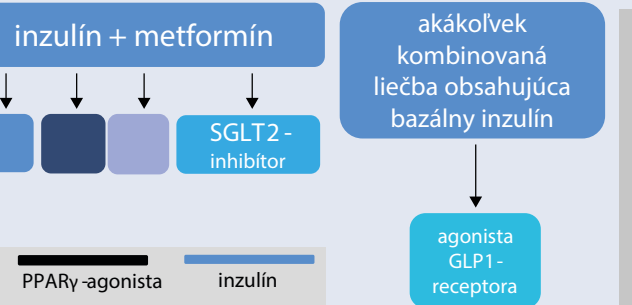 inzulín + metformín
SGLT2 -
inhibítor
akákoľvek
kombinovaná
liečba obsahujúca
bazálny inzulín
agonista
GLP1-
receptora
PPARγ -agonista
inzulín